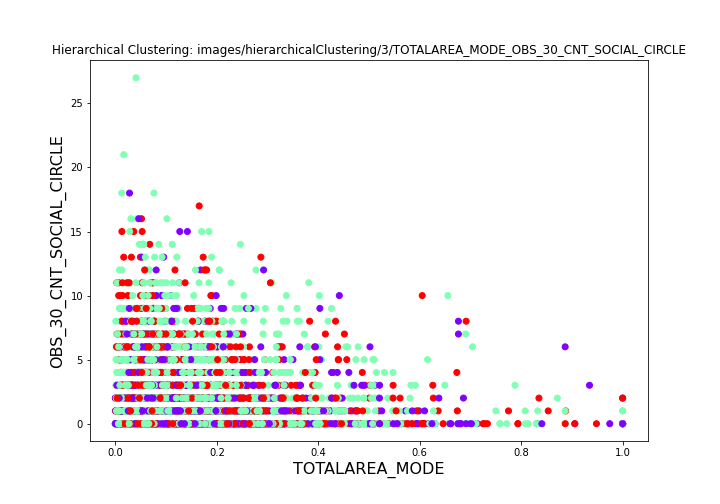 Hierarchical Clustering: images/hierarchicalClustering/3/TOTALAREA_MODE_OBS_30_CNT_SOCIAL_CIRCLE
OBS_30_CNT_SOCIAL_CIRCLE
25
20
15
10
5
0
0.0 0.2 0.4 0.6 0.8 1.0
TOTALAREA_MODE